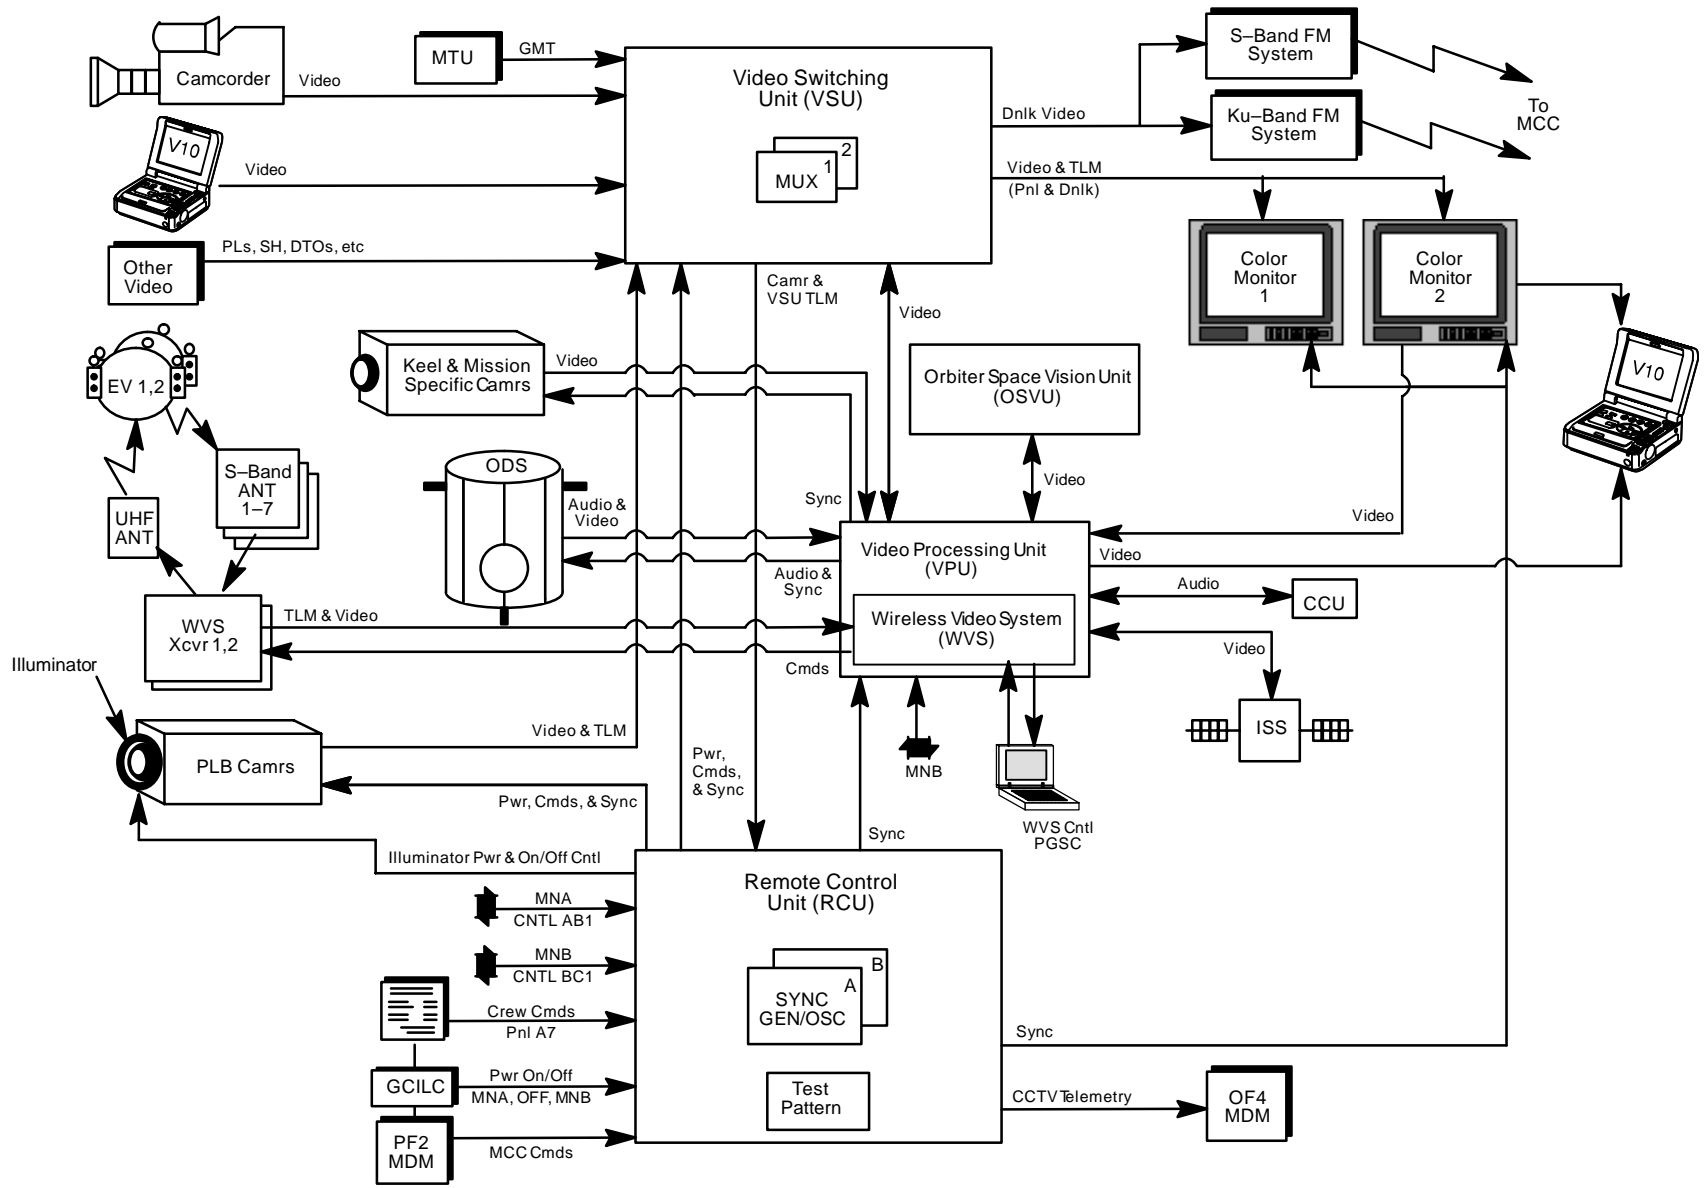 MTU
GMT
Camcorder
Video
Video Switching
Unit (VSU)
2
1
MUX
Dnlk Video
S–Band FM
System
Ku–Band FM
System
To
MCC
V10
Video
Video & TLM
(Pnl & Dnlk)
Other
Video
PLs, SH, DTOs, etc
Camr &
VSU TLM
Video
Color
Monitor
1
Color
Monitor
2
V10
EV 1,2
Keel & Mission
Specific Camrs
Video
Orbiter Space Vision Unit
(OSVU)
S–Band
ANT
1–7
UHF
ANT
ODS
Audio &
Video
Sync
Video
Video
Video Processing Unit
(VPU)
Video
Audio &
Sync
Audio
CCU
WVS
Xcvr 1,2
TLM & Video
Wireless Video System
(WVS)
Cmds
Video
Illuminator
ISS
PLB Camrs
Video & TLM
Pwr,
Cmds,
& Sync
MNB
Pwr, Cmds, & Sync
Sync
WVS Cntl
PGSC
Illuminator Pwr & On/Off Cntl
Remote Control
Unit (RCU)
MNA
CNTL AB1
MNB
CNTL BC1
B
A
SYNC
GEN/OSC
Crew Cmds
Pnl A7
Sync
GCILC
Pwr On/Off
MNA, OFF, MNB
Test
Pattern
CCTV Telemetry
OF4
MDM
PF2
MDM
MCC Cmds